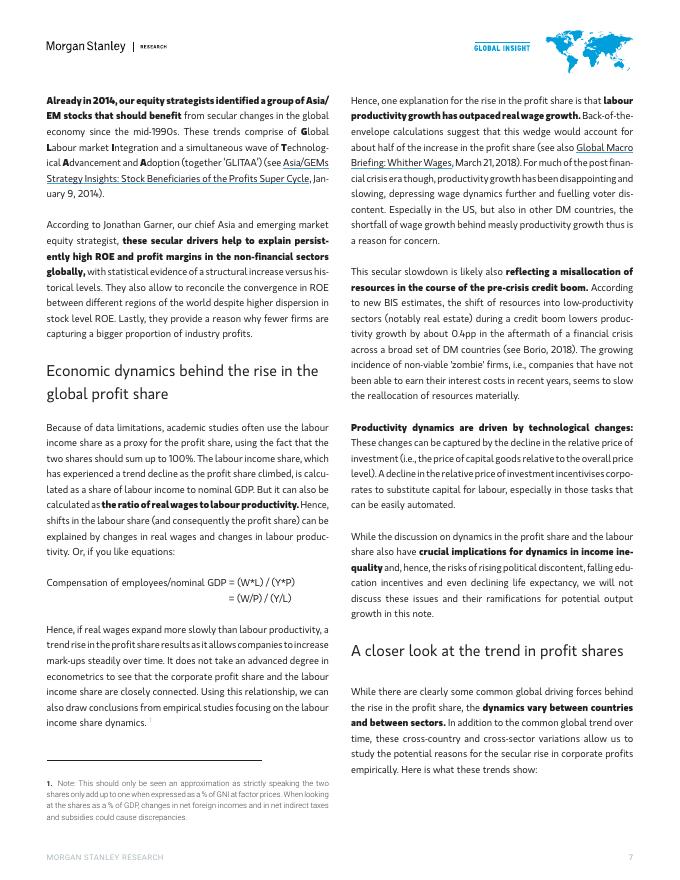 Morgan Stanley | RESEARCH
GLOBAL INSIGHT
Already in 2014, our equity strategists identified a group of Asia/
EM stocks that should benefit from secular changes in the global
economy since the mid-1990s. These trends comprise of Global
Labour market Integration and a simultaneous wave of Technolog-
ical Advancement and Adoption (together 'GLITAA') (see Asia/GEMs
Strategy Insights: Stock Beneficiaries of the Profits Super Cycle, Jan-
uary 9, 2014).
According to Jonathan Garner, our chief Asia and emerging market
equity strategist, these secular drivers help to explain persist-
ently high ROE and profit margins in the non-financial sectors
globally, with statistical evidence of a structural increase versus his-
torical levels. They also allow to reconcile the convergence in ROE
between different regions of the world despite higher dispersion in
stock level ROE. Lastly, they provide a reason why fewer firms are
capturing a bigger proportion of industry profits.
Economic dynamics behind the rise in the
global profit share
Because of data limitations, academic studies often use the labour
income share as a proxy for the profit share, using the fact that the
two shares should sum up to 100%. The labour income share, which
has experienced a trend decline as the profit share climbed, is calcu-
lated as a share of labour income to nominal GDP. But it can also be
calculated as the ratio of real wages to labour productivity. Hence,
shifts in the labour share (and consequently the profit share) can be
explained by changes in real wages and changes in labour produc-
tivity. Or, if you like equations:
Compensation of employees/nominal GDP = (W*L) / (Y*P)
= (W/P) / (Y/L)
Hence, if real wages expand more slowly than labour productivity, a
trend rise in the profit share results as it allows companies to increase
mark-ups steadily over time. It does not take an advanced degree in
econometrics to see that the corporate profit share and the labour
income share are closely connected. Using this relationship, we can
also draw conclusions from empirical studies focusing on the labour
income share dynamics. 1
1. Note: This should only be seen an approximation as strictly speaking the two
shares only add up to one when expressed as a % of GNI at factor prices. When looking
at the shares as a % of GDP, changes in net foreign incomes and in net indirect taxes
and subsidies could cause discrepancies.
Hence, one explanation for the rise in the profit share is that labour
productivity growth has outpaced real wage growth. Back-of-the-
envelope calculations suggest that this wedge would account for
about half of the increase in the profit share (see also Global Macro
Briefing: Whither Wages, March 21, 2018). For much of the post finan-
cial crisis era though, productivity growth has been disappointing and
slowing, depressing wage dynamics further and fuelling voter dis-
content. Especially in the US, but also in other DM countries, the
shortfall of wage growth behind measly productivity growth thus is
a reason for concern.
This secular slowdown is likely also reflecting a misallocation of
resources in the course of the pre-crisis credit boom. According
to new BIS estimates, the shift of resources into low-productivity
sectors (notably real estate) during a credit boom lowers produc-
tivity growth by about 0.4pp in the aftermath of a financial crisis
across a broad set of DM countries (see Borio, 2018). The growing
incidence of non-viable 'zombie' firms, i.e., companies that have not
been able to earn their interest costs in recent years, seems to slow
the reallocation of resources materially.
Productivity dynamics are driven by technological changes:
These changes can be captured by the decline in the relative price of
investment (i.e., the price of capital goods relative to the overall price
level). A decline in the relative price of investment incentivises corpo-
rates to substitute capital for labour, especially in those tasks that
can be easily automated.
While the discussion on dynamics in the profit share and the labour
share also have crucial implications for dynamics in income ine-
quality and, hence, the risks of rising political discontent, falling edu-
cation incentives and even declining life expectancy, we will not
discuss these issues and their ramifications for potential output
growth in this note.
A closer look at the trend in profit shares
While there are clearly some common global driving forces behind
the rise in the profit share, the dynamics vary between countries
and between sectors. In addition to the common global trend over
time, these cross-country and cross-sector variations allow us to
study the potential reasons for the secular rise in corporate profits
empirically. Here is what these trends show:
MORGAN STANLEY RESEARCH
7